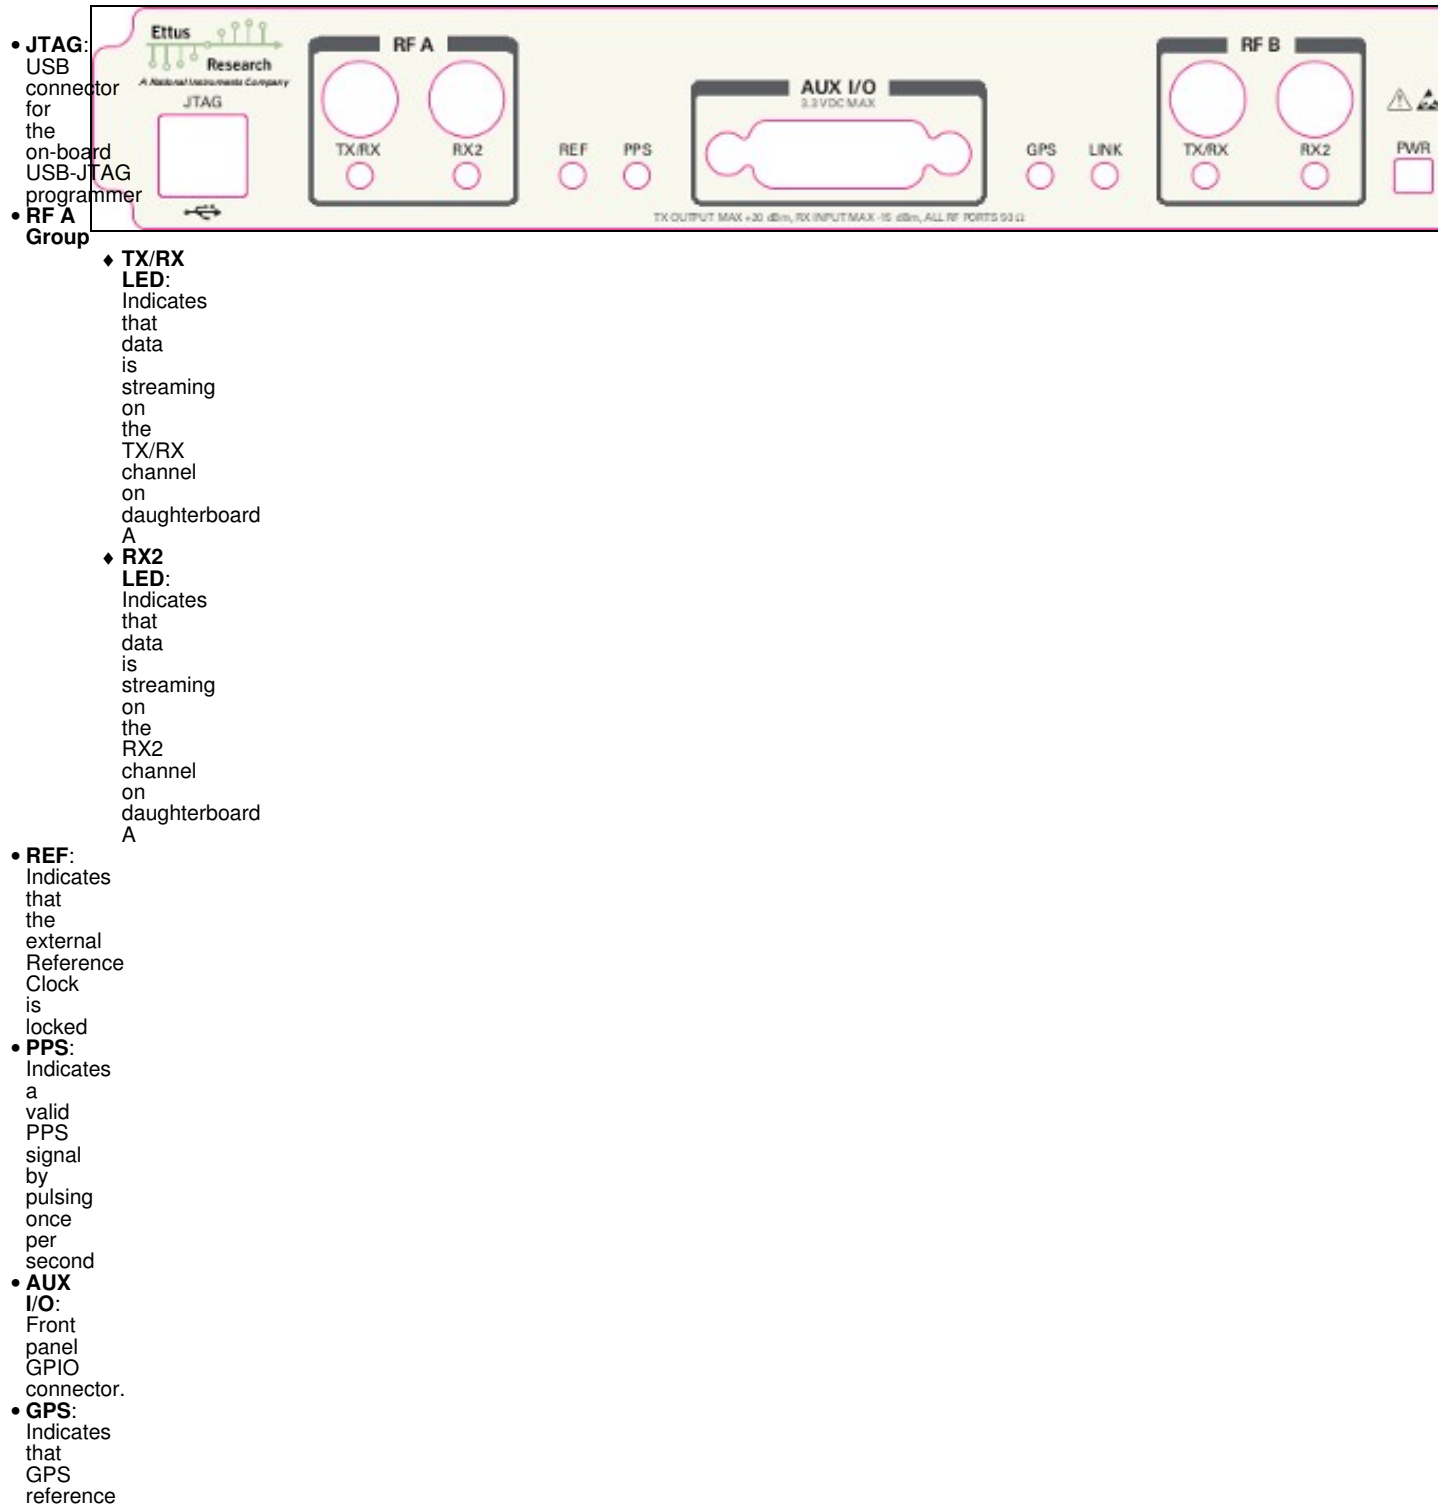 Ettus
Research
A National Instruments Company
JTAG
RF A
TX/RX
RX2
REF
PPS
AUX I/O
3.3 VDC MAX
GPS
LINK
RF B
TX/RX
RX2
PWR
TX OUTPUT MAX +20 dBm, RX INPUT MAX -15 dBm, ALL RF PORTS 50 Ω
• JTAG:
USB
connector
for
the
on-board
USB-JTAG
programmer
• RF A
Group
♦ TX/RX
LED:
Indicates
that
data
is
streaming
on
the
TX/RX
channel
on
daughterboard
A
♦ RX2
LED:
Indicates
that
data
is
streaming
on
the
RX2
channel
on
daughterboard
A
• REF:
Indicates
that
the
external
Reference
Clock
is
locked
• PPS:
Indicates
a
valid
PPS
signal
by
pulsing
once
per
second
• AUX
I/O:
Front
panel
GPIO
connector.
• GPS:
Indicates
that
GPS
reference